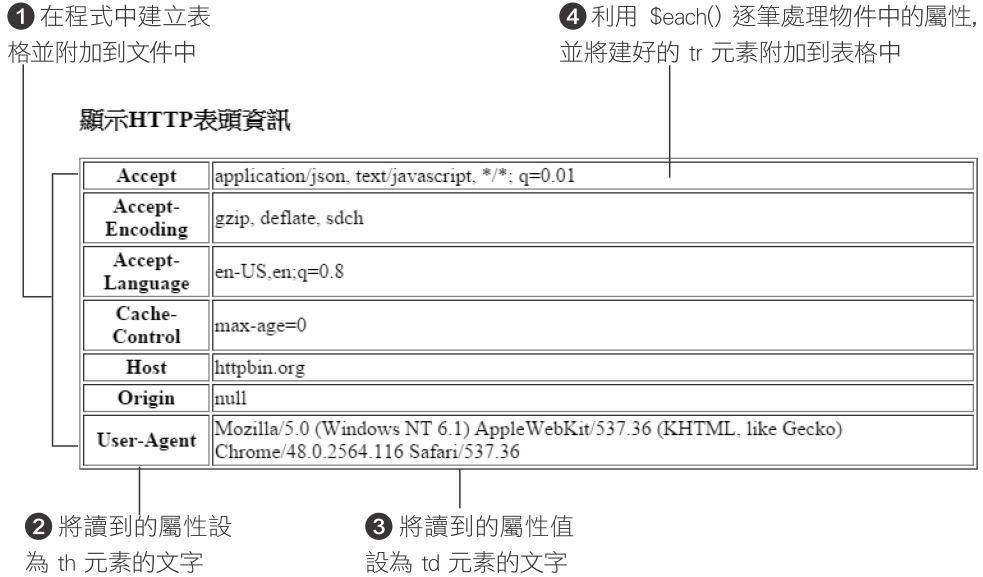 ❶ 在程式中建立表
格並附加到文件中
❹ 利用 $each() 逐筆處理物件中的屬性,
並將建好的 tr 元素附加到表格中
顯示HTTP表頭資訊
Accept application/json, text/javascript, */*; q=0.01
Accept-
Encoding gzip, deflate, sdch
Accept-
Language en-US,en;q=0.8
Cache-
Control max-age=0
Host httpbin.org
Origin null
User-Agent Mozilla/5.0 (Windows NT 6.1) AppleWebKit/537.36 (KHTML, like Gecko)
Chrome/48.0.2564.116 Safari/537.36
❷ 將讀到的屬性設
為 th 元素的文字
❸ 將讀到的屬性值
設為 td 元素的文字